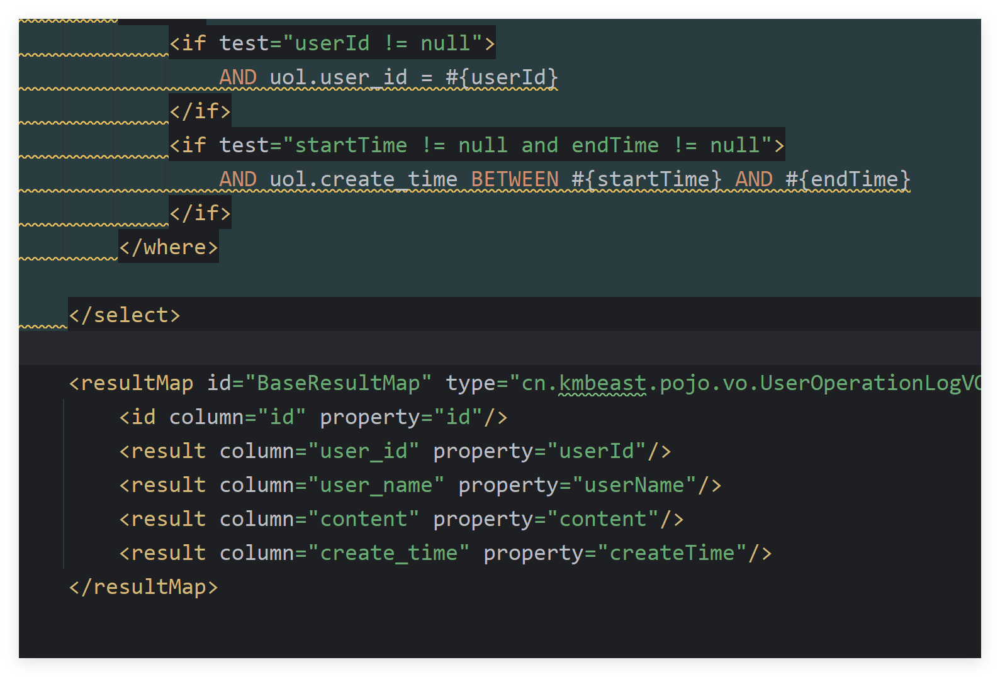 <if test="userId != null">
AND uol.user_id = #{userId}
</if>
<if test="startTime != null and endTime != null">
AND uol.create_time BETWEEN #{startTime} AND #{endTime}
</if>
</where>
</select>
<resultMap id="BaseResultMap" type="cn.kmbeast.pojo.vo.UserOperationLogVO
<id column="id" property="id"/>
<result column="user_id" property="userId"/>
<result column="user_name" property="userName"/>
<result column="content" property="content"/>
<result column="create_time" property="createTime"/>
</resultMap>